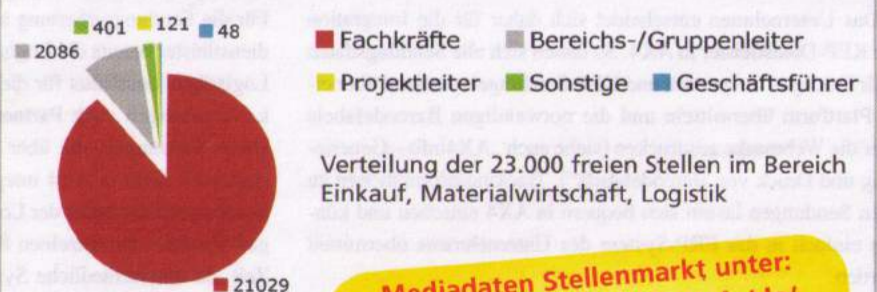 401 121 48
2086
Fachkräfte Bereichs-/Gruppenleiter
Projektleiter Sonstige Geschäftsführer
Verteilung der 23.000 freien Stellen im Bereich
Einkauf, Materialwirtschaft, Logistik
21029
Mediadaten Stellenmarkt unter: